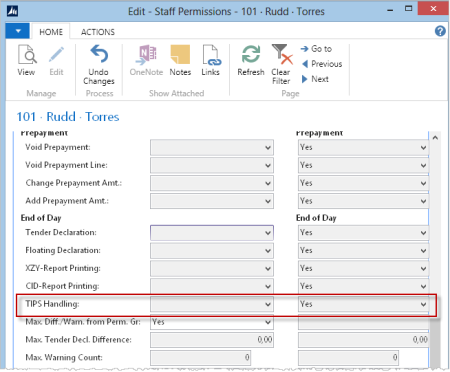 Edit - Staff Permissions - 101 · Rudd · Torres
HOME ACTIONS
View Edit Undo Changes OneNote Notes Links Refresh Clear Filter Go to Previous Next
Manage Process Show Attached Page
101 · Rudd · Torres
Prepayment Prepayment
Void Prepayment: Yes
Void Prepayment Line: Yes
Change Prepayment Amt.: Yes
Add Prepayment Amt.: Yes
End of Day End of Day
Tender Declaration: Yes
Floating Declaration: Yes
XZY-Report Printing: Yes
CID-Report Printing: Yes
TIPS Handling: Yes
Max. Diff./Warn. from Perm. Gr: Yes
Max. Tender Decl. Difference: 0,00 0,00
Max. Warning Count: 0 0